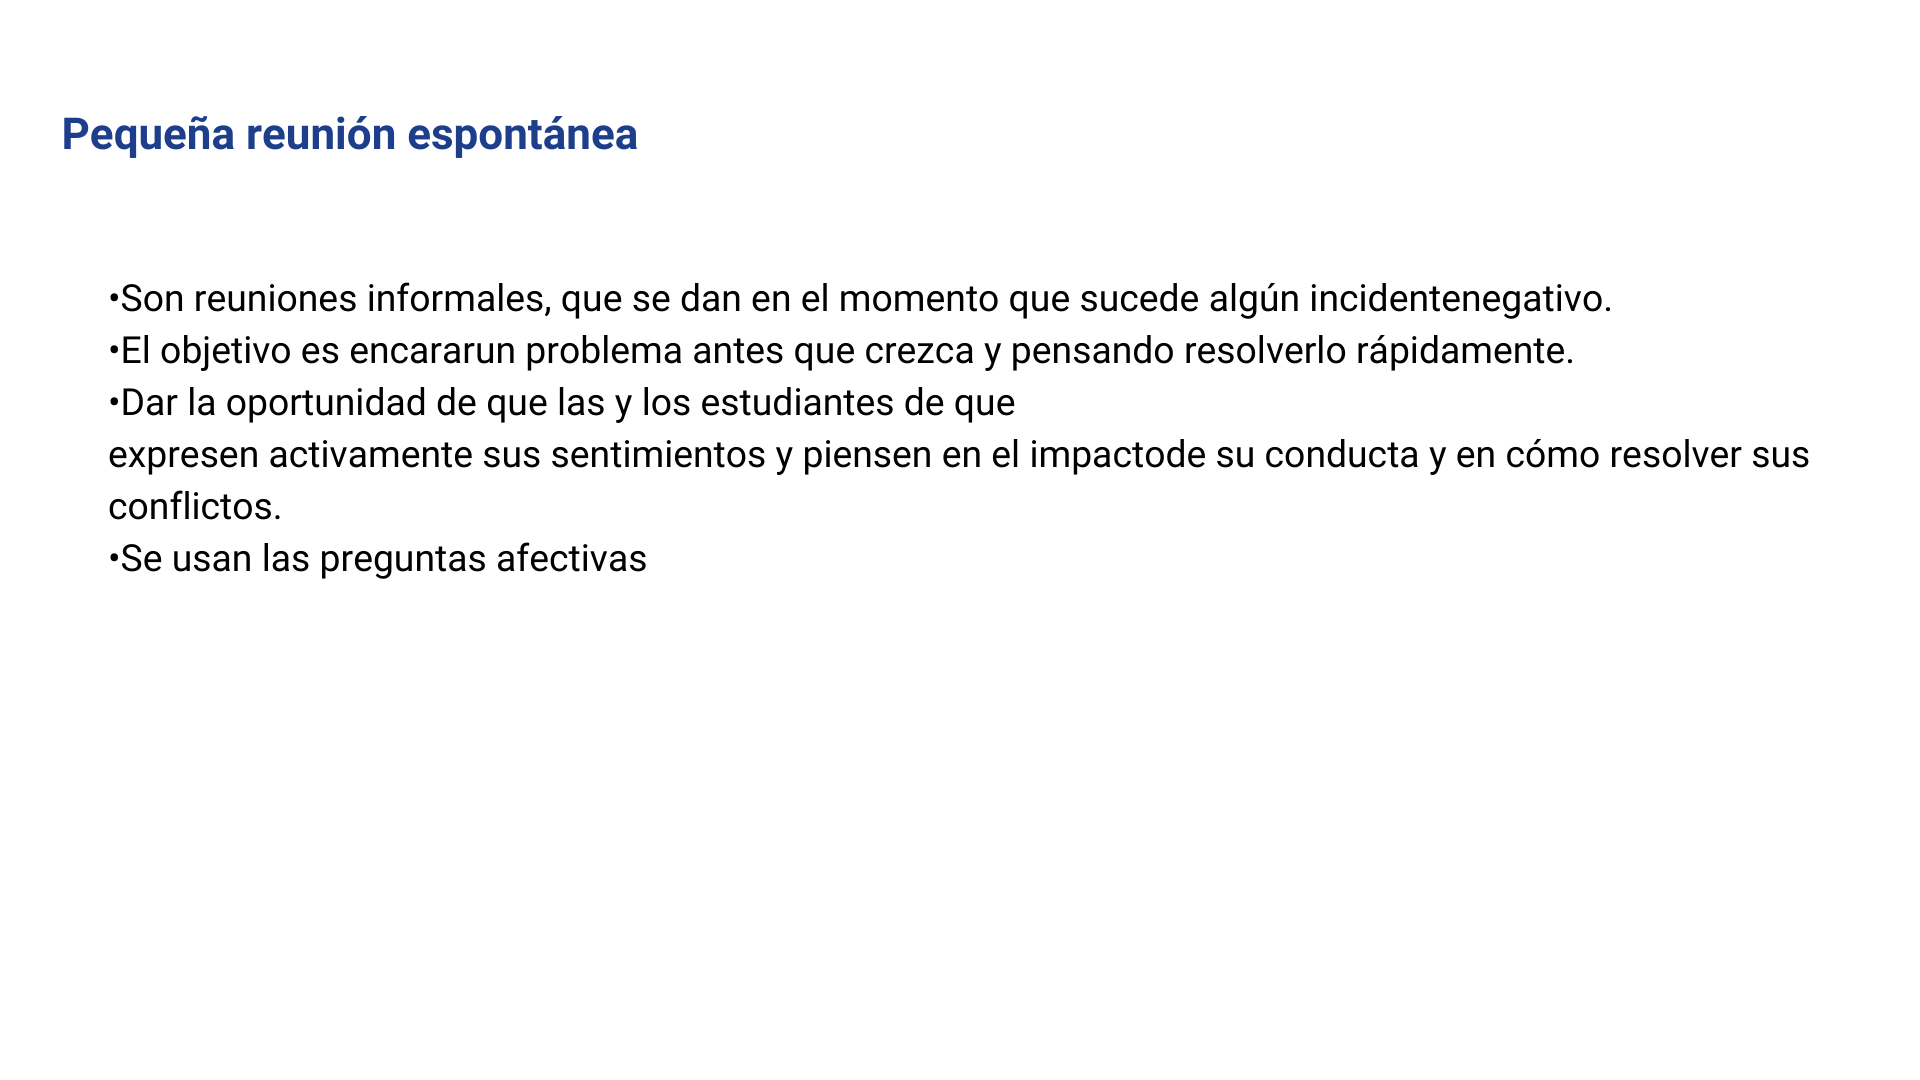 Pequeña reunión espontánea
•Son reuniones informales, que se dan en el momento que sucede algún incidentenegativo.
•El objetivo es encararun problema antes que crezca y pensando resolverlo rápidamente.
•Dar la oportunidad de que las y los estudiantes de que
expresen activamente sus sentimientos y piensen en el impactode su conducta y en cómo resolver sus
conflictos.
•Se usan las preguntas afectivas